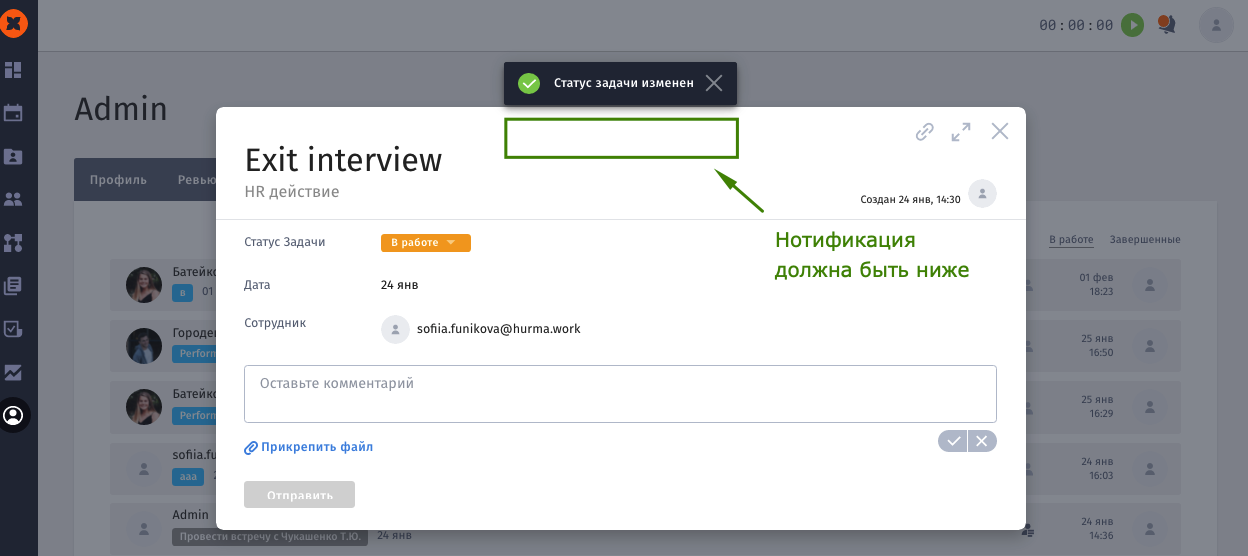 00:00:00
Статус задачи изменен
Admin
Exit interview
HR действие
Создан 24 янв, 14:30
Профиль
Ревью
Нотификация
должна быть ниже
Статус Задачи
В работе
Дата
24 янв
Сотрудник
sofiia.funikova@hurma.work
Оставьте комментарий
Прикрепить файл
Отправить
В работе
Завершенные
Батейко
в
01
01 фев
18:23
Perform
25 янв
16:50
Батейко
Perform
25 янв
16:29
sofiia.fu
aaa
24 янв
16:03
Admin
Провести встречу с Чукашенко Т.Ю.
24 янв
24 янв
14:36